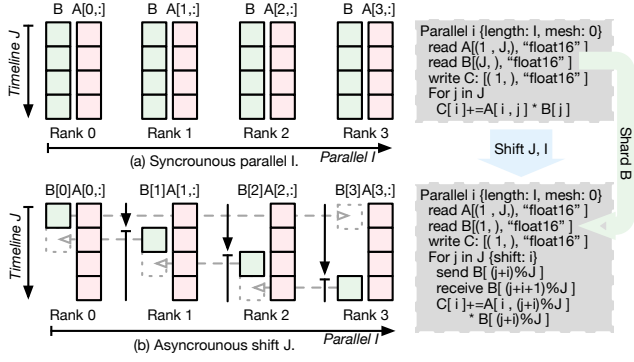 B A[0,:] B A[1,:] B A[2,:] B A[3,:]
Timeline J
Rank 0 Rank 1 Rank 2 Rank 3
Parallel I
(a) Syncrounous parallel I.
B[0]A[0,:] B[1]A[1,:] B[2]A[2,:] B[3]A[3,:]
Timeline J
Rank 0 Rank 1 Rank 2 Rank 3
Parallel I
(b) Asyncrounous shift J.
Parallel i {length: I, mesh: 0}
read A[(1 , J,), “float16”]
read B[(J, ), “float16” ]
write C: [( 1, ), “float16” ]
For j in J
C[ i ]+=A[ i , j ] * B[ j ]
Shift J, I
Shard B
Parallel i {length: I, mesh: 0}
read A[(1 , J,), “float16”]
read B[(1, ), “float16” ]
write C: [( 1, ), “float16” ]
For j in J {shift: i}
send B[ (j+i)%J ]
receive B[ (j+i+1)%J ]
C[ i ]+=A[ i , (j+i)%J ]
* B[ (j+i)%J ]